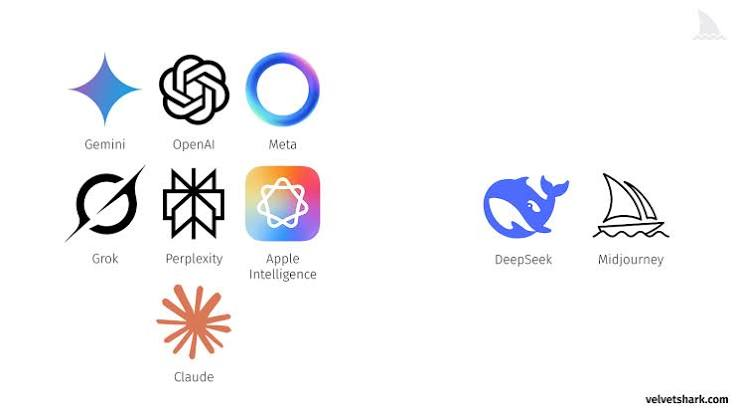 Gemini
OpenAI
Meta
Grok
Perplexity
Apple
Intelligence
Claude
DeepSeek
Midjourney
velvetshark.com